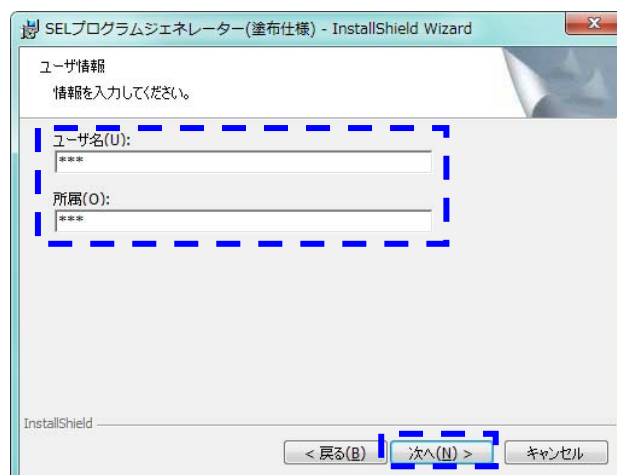 SELプログラムジェネレーター(塗布仕様) - InstallShield Wizard
ユーザ情報
情報を入力してください。
ユーザ名(U):
***
所属(O):
***
InstallShield
< 戻る(B) 次へ(N) > キャンセル